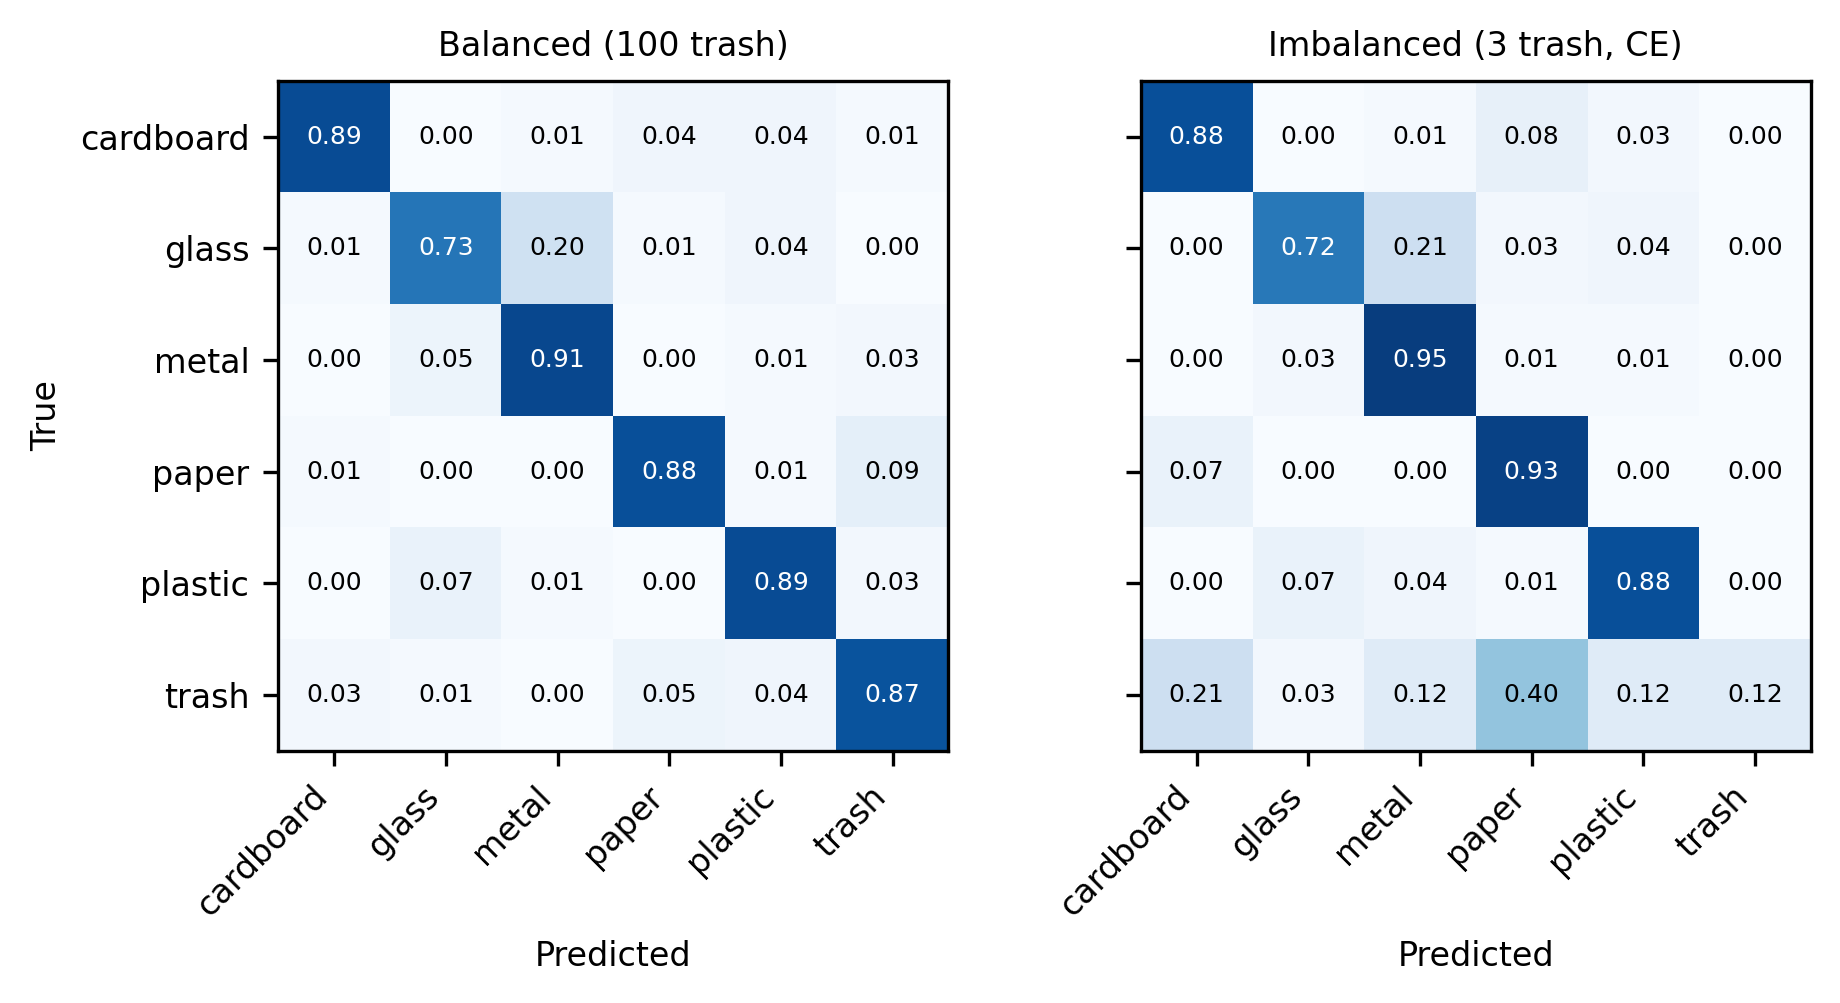 Balanced (100 trash)
True
cardboard 0.89 0.00 0.01 0.04 0.04 0.01
glass 0.01 0.73 0.20 0.01 0.04 0.00
metal 0.00 0.05 0.91 0.00 0.01 0.03
paper 0.01 0.00 0.00 0.88 0.01 0.09
plastic 0.00 0.07 0.01 0.00 0.89 0.03
trash 0.03 0.01 0.00 0.05 0.04 0.87
cardboard glass metal paper plastic trash
Predicted
Imbalanced (3 trash, CE)
0.88 0.00 0.01 0.08 0.03 0.00
0.00 0.72 0.21 0.03 0.04 0.00
0.00 0.03 0.95 0.01 0.01 0.00
0.07 0.00 0.00 0.93 0.00 0.00
0.00 0.07 0.04 0.01 0.88 0.00
0.21 0.03 0.12 0.40 0.12 0.12
cardboard glass metal paper plastic trash
Predicted